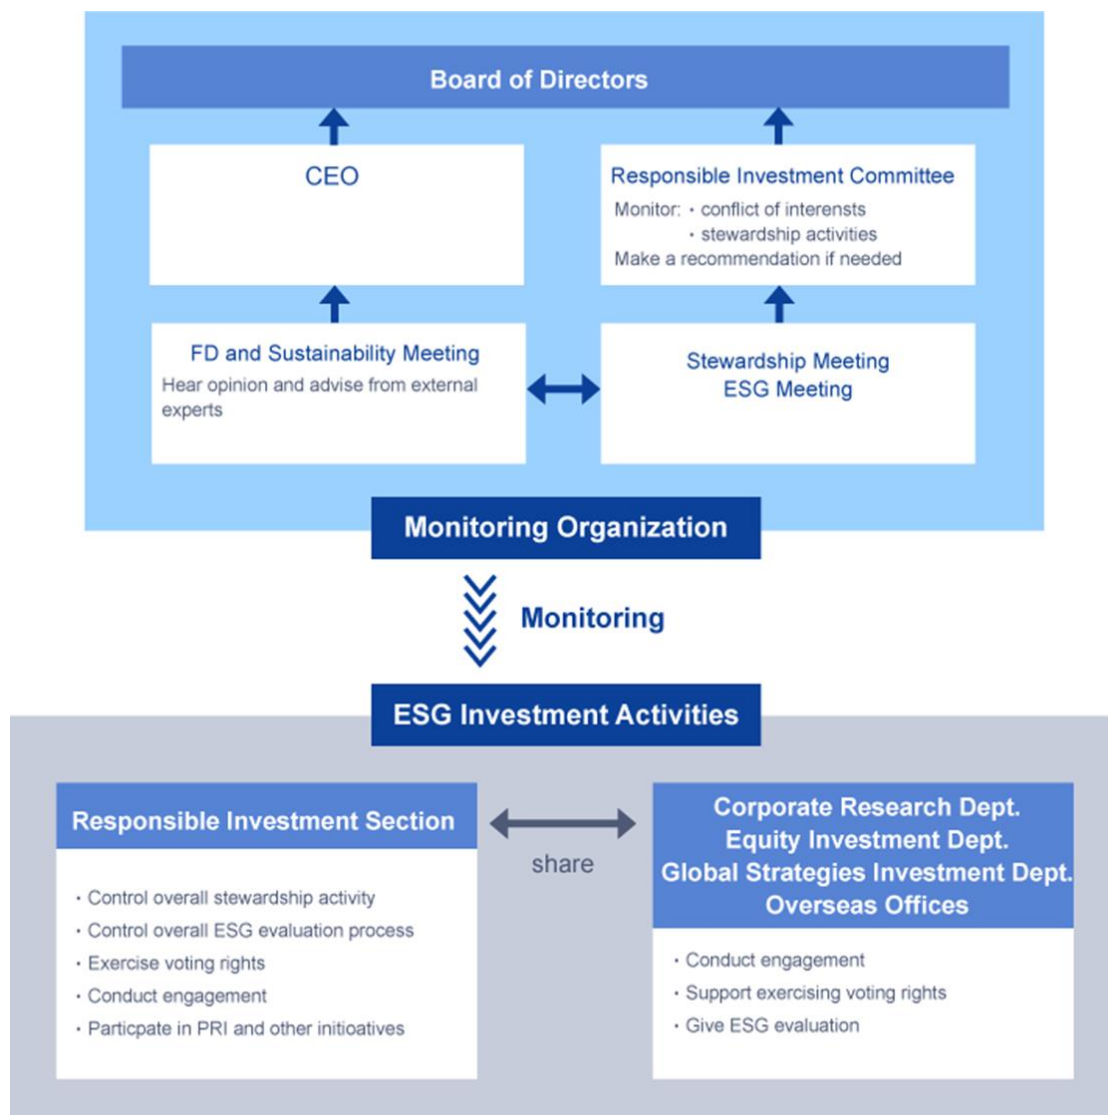 Board of Directors
CEO
Responsible Investment Committee
Monitor: ・conflict of interensts
・stewardship activities
Make a recommendation if needed
FD and Sustainability Meeting
Hear opinion and advise from external
experts
Stewardship Meeting
ESG Meeting
Monitoring Organization
Monitoring
ESG Investment Activities
Responsible Investment Section
・Control overall stewardship activity
・Control overall ESG evaluation process
・Exercise voting rights
・Conduct engagement
・Particpate in PRI and other initioatives
share
Corporate Research Dept.
Equity Investment Dept.
Global Strategies Investment Dept.
Overseas Offices
・Conduct engagement
・Support exercising voting rights
・Give ESG evaluation